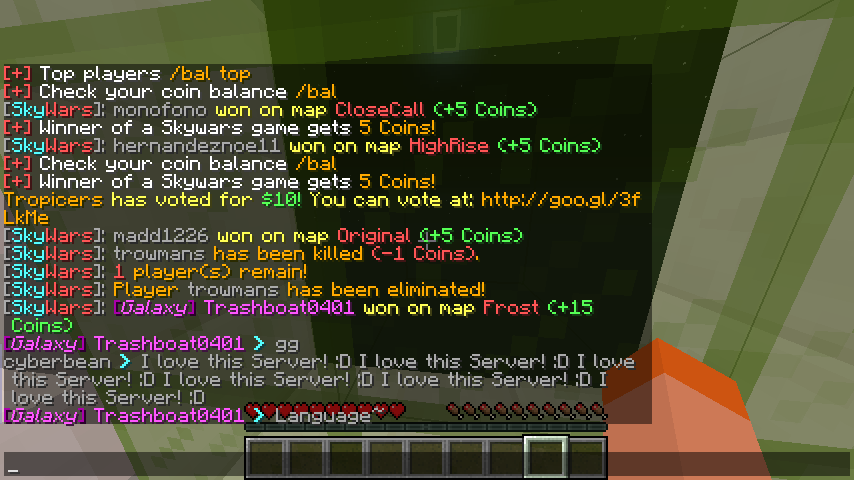 [+] Top players /bal top
[+] Check your coin balance /bal
[SkyWars]: monofono won on map CloseCall (+5 Coins)
[+] Winner of a Skywars game gets 5 Coins!
[SkyWars]: hernandeznoe11 won on map HighRise (+5 Coins)
[+] Check your coin balance /bal
[+] Winner of a Skywars game gets 5 Coins!
Tropicers has voted for $10! You can vote at: http://goo.gl/3f
LkMe
[SkyWars]: madd1226 won on map Original (+5 Coins)
[SkyWars]: trowmans has been killed (-1 Coins).
[SkyWars]: 1 player(s) remain!
[SkyWars]: Player trowmans has been eliminated!
[SkyWars]: [Galaxy] Trashboat0401 won on map Frost (+15
Coins)
[Galaxy] Trashboat0401 > gg
cyberbean > I love this Server! :D I love this Server! :D I love
this Server! :D I love this Server! :D I love this Server! :D I
love this Server! :D
[Galaxy] Trashboat0401 > Language^^
_